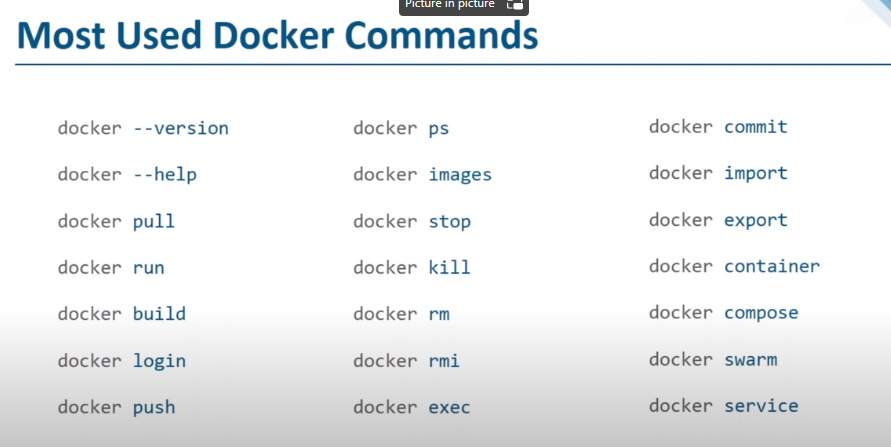 Picture in picture
Most Used Docker Commands
docker --version
docker --help
docker pull
docker run
docker build
docker login
docker push
docker ps
docker images
docker stop
docker kill
docker rm
docker rmi
docker exec
docker commit
docker import
docker export
docker container
docker compose
docker swarm
docker service